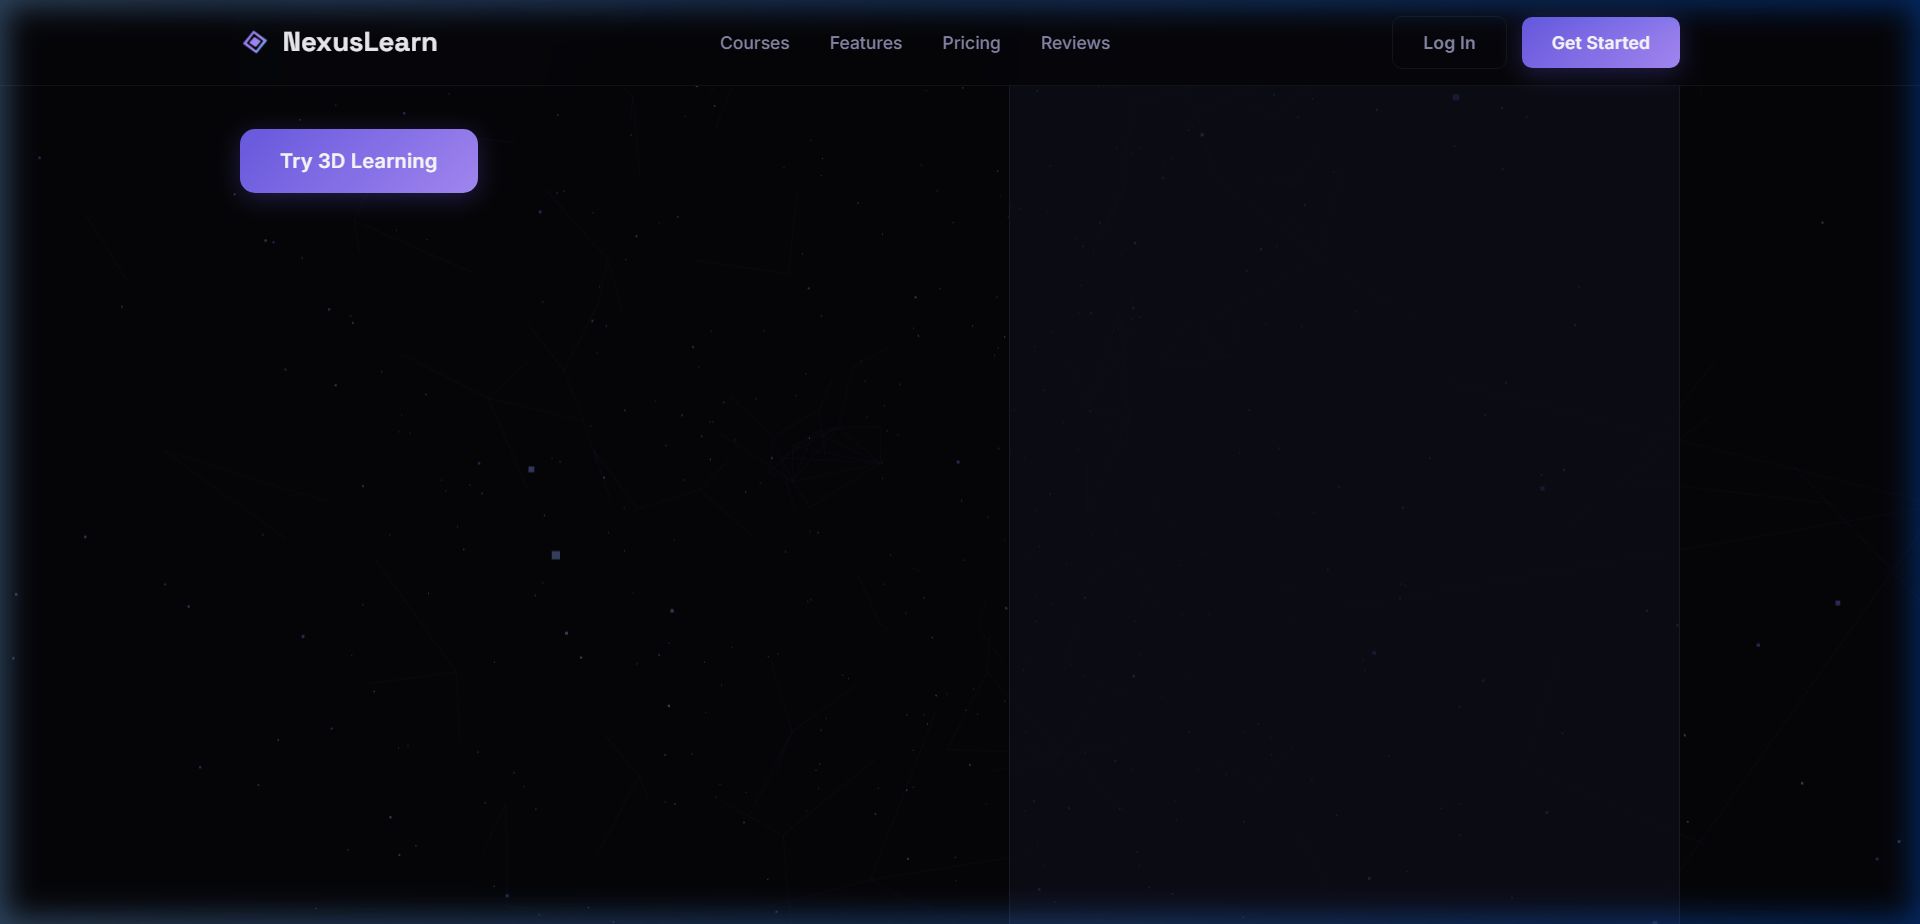 NexusLearn
Courses
Features
Pricing
Reviews
Log In
Get Started
Try 3D Learning